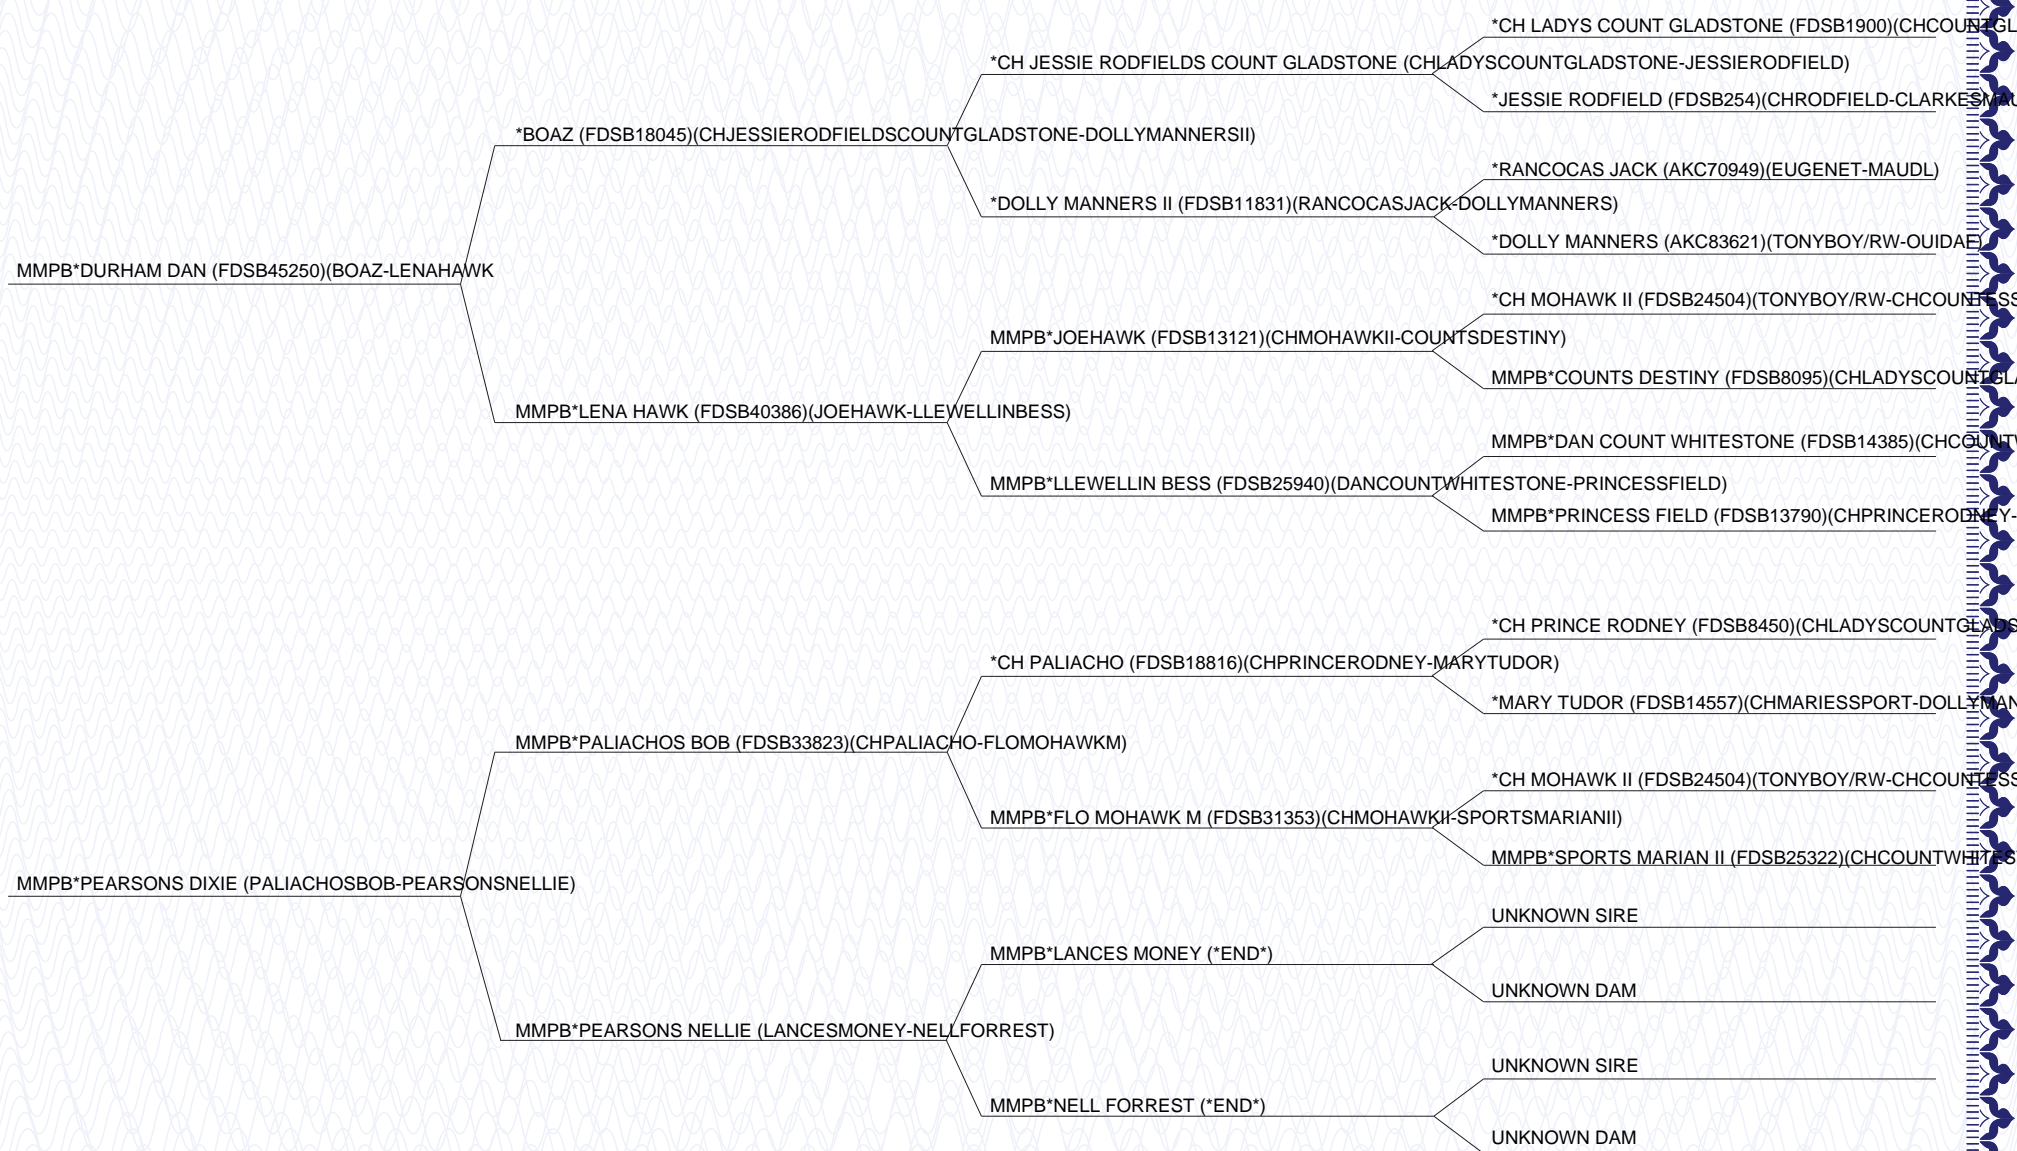 *CH LADYS COUNT GLADSTONE (FDSB1900)(CHCOUNTGL
*CH JESSIE RODFIELDS COUNT GLADSTONE (CHLADYSCOUNTGLADSTONE-JESSIERODFIELD)
*JESSIE RODFIELD (FDSB254)(CHRODFIELD-CLARKESMAU
*BOAZ (FDSB18045)(CHJESSIERODFIELDSCOUNTGLADSTONE-DOLLYMANNERSII)
*RANCOCAS JACK (AKC70949)(EUGENET-MAUDL)
*DOLLY MANNERS II (FDSB11831)(RANCOCASJACK-DOLLYMANNERS)
*DOLLY MANNERS (AKC83621)(TONYBOY/RW-OUIDAF)
MMPB*DURHAM DAN (FDSB45250)(BOAZ-LENAHAWK
*CH MOHAWK II (FDSB24504)(TONYBOY/RW-CHCOUNTESS
MMPB*JOEHAWK (FDSB13121)(CHMOHAWKII-COUNTSDESTINY)
MMPB*COUNTS DESTINY (FDSB8095)(CHLADYSCOUNTGLA
MMPB*LENA HAWK (FDSB40386)(JOEHAWK-LLEWELLINBESS)
MMPB*DAN COUNT WHITESTONE (FDSB14385)(CHCOUNTW
MMPB*LLEWELLIN BESS (FDSB25940)(DANCOUNTWHITESTONE-PRINCESSFIELD)
MMPB*PRINCESS FIELD (FDSB13790)(CHPRINCERODNEY-
*CH PRINCE RODNEY (FDSB8450)(CHLADYSCOUNTGLADS
*CH PALIACHO (FDSB18816)(CHPRINCERODNEY-MARYTUDOR)
*MARY TUDOR (FDSB14557)(CHMARIESSPORT-DOLLYMAN
MMPB*PALIACHOS BOB (FDSB33823)(CHPALIACHO-FLOMOHAWKM)
*CH MOHAWK II (FDSB24504)(TONYBOY/RW-CHCOUNTESS
MMPB*FLO MOHAWK M (FDSB31353)(CHMOHAWKII-SPORTSMARIANII)
MMPB*SPORTS MARIAN II (FDSB25322)(CHCOUNTWHITES
MMPB*PEARSONS DIXIE (PALIACHOSBOB-PEARSONSNELLIE)
UNKNOWN SIRE
MMPB*LANCES MONEY (*END*)
UNKNOWN DAM
MMPB*PEARSONS NELLIE (LANCESMONEY-NELLFORREST)
UNKNOWN SIRE
MMPB*NELL FORREST (*END*)
UNKNOWN DAM